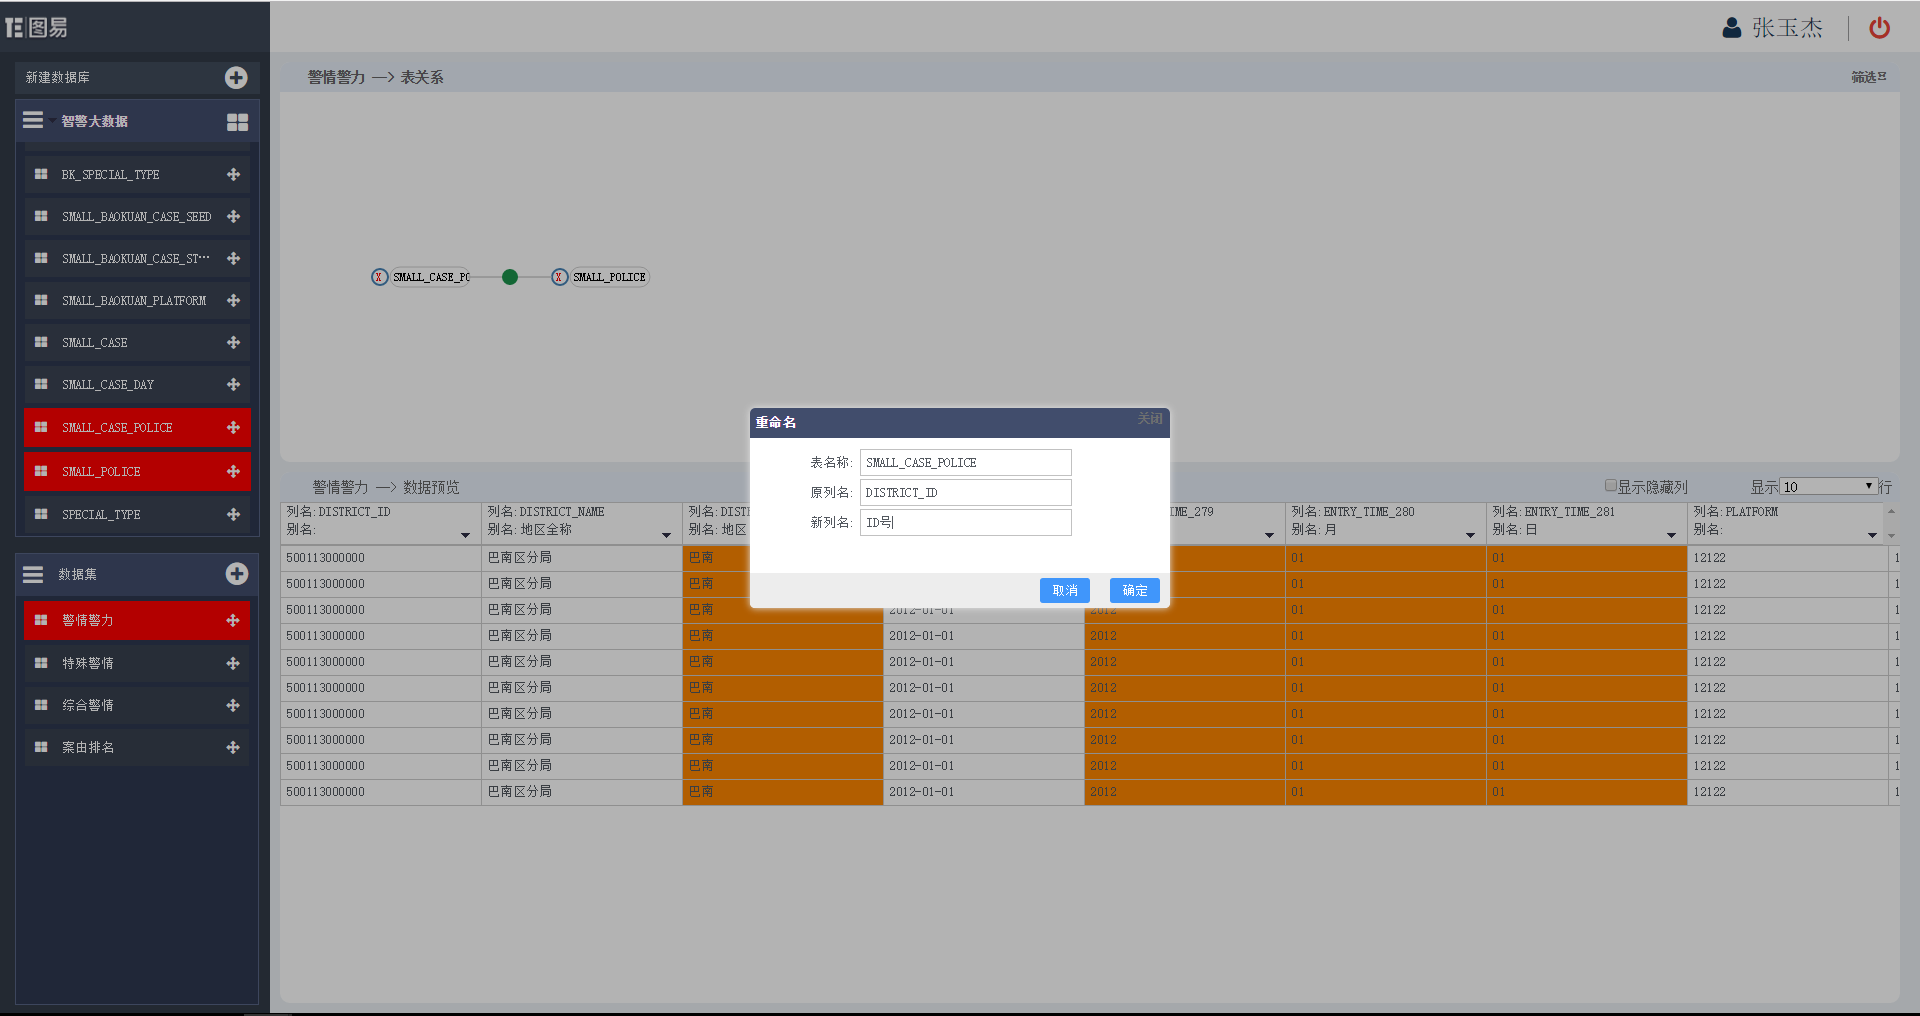 TE图易
张玉杰
新建数据库
智警大数据
BK_SPECIAL_TYPE
SMALL_BAOKUAN_CASE_SEED
SMALL_BAOKUAN_CASE_ST…
SMALL_BAOKUAN_PLATFORM
SMALL_CASE
SMALL_CASE_DAY
SMALL_CASE_POLICE
SMALL_POLICE
SPECIAL_TYPE
数据集
警情警力
特殊警情
综合警情
案由排名
警情警力 —> 表关系
筛选
X SMALL_CASE_PO
X SMALL_POLICE
重命名 关闭
表名称: SMALL_CASE_POLICE
原列名: DISTRICT_ID
新列名: ID号
取消 确定
警情警力 —> 数据预览
显示隐藏列 显示 10 行
列名:DISTRICT_ID 列名:DISTRICT_NAME 列名:DIST ME_279 列名:ENTRY_TIME_280 列名:ENTRY_TIME_281 列名:PLATFORM
别名: 别名:地区全称 别名:地区 别名:月 别名:日 别名:
500113000000 巴南区分局 巴南 01 01 12122 1
500113000000 巴南区分局 巴南 01 01 12122 1
500113000000 巴南区分局 巴南 2012-01-01 2012 01 01 12122 1
500113000000 巴南区分局 巴南 2012-01-01 2012 01 01 12122 1
500113000000 巴南区分局 巴南 2012-01-01 2012 01 01 12122 1
500113000000 巴南区分局 巴南 2012-01-01 2012 01 01 12122 1
500113000000 巴南区分局 巴南 2012-01-01 2012 01 01 12122 1
500113000000 巴南区分局 巴南 2012-01-01 2012 01 01 12122 1
500113000000 巴南区分局 巴南 2012-01-01 2012 01 01 12122 1
500113000000 巴南区分局 巴南 2012-01-01 2012 01 01 12122 1